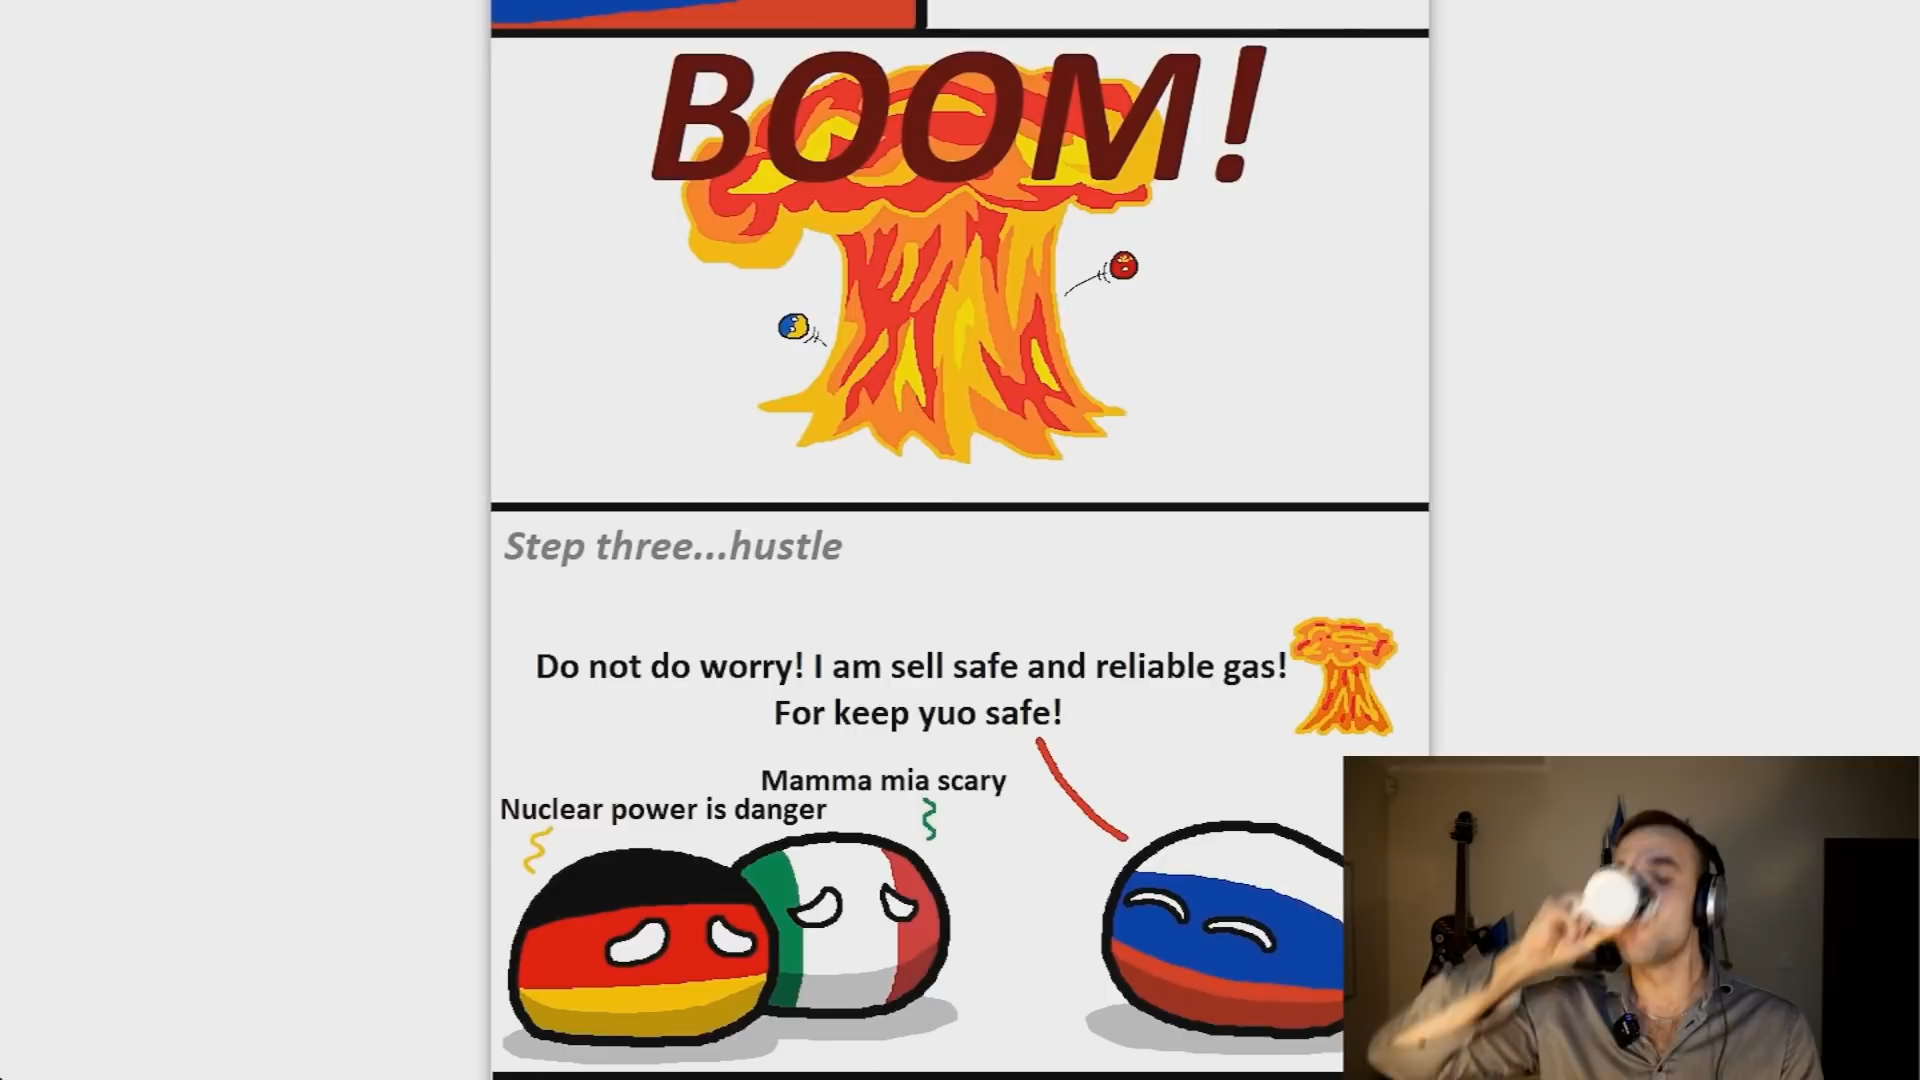 BOOM!
Step three...hustle
Do not do worry! I am sell safe and reliable gas!
For keep yuo safe!
Mamma mia scary
Nuclear power is danger